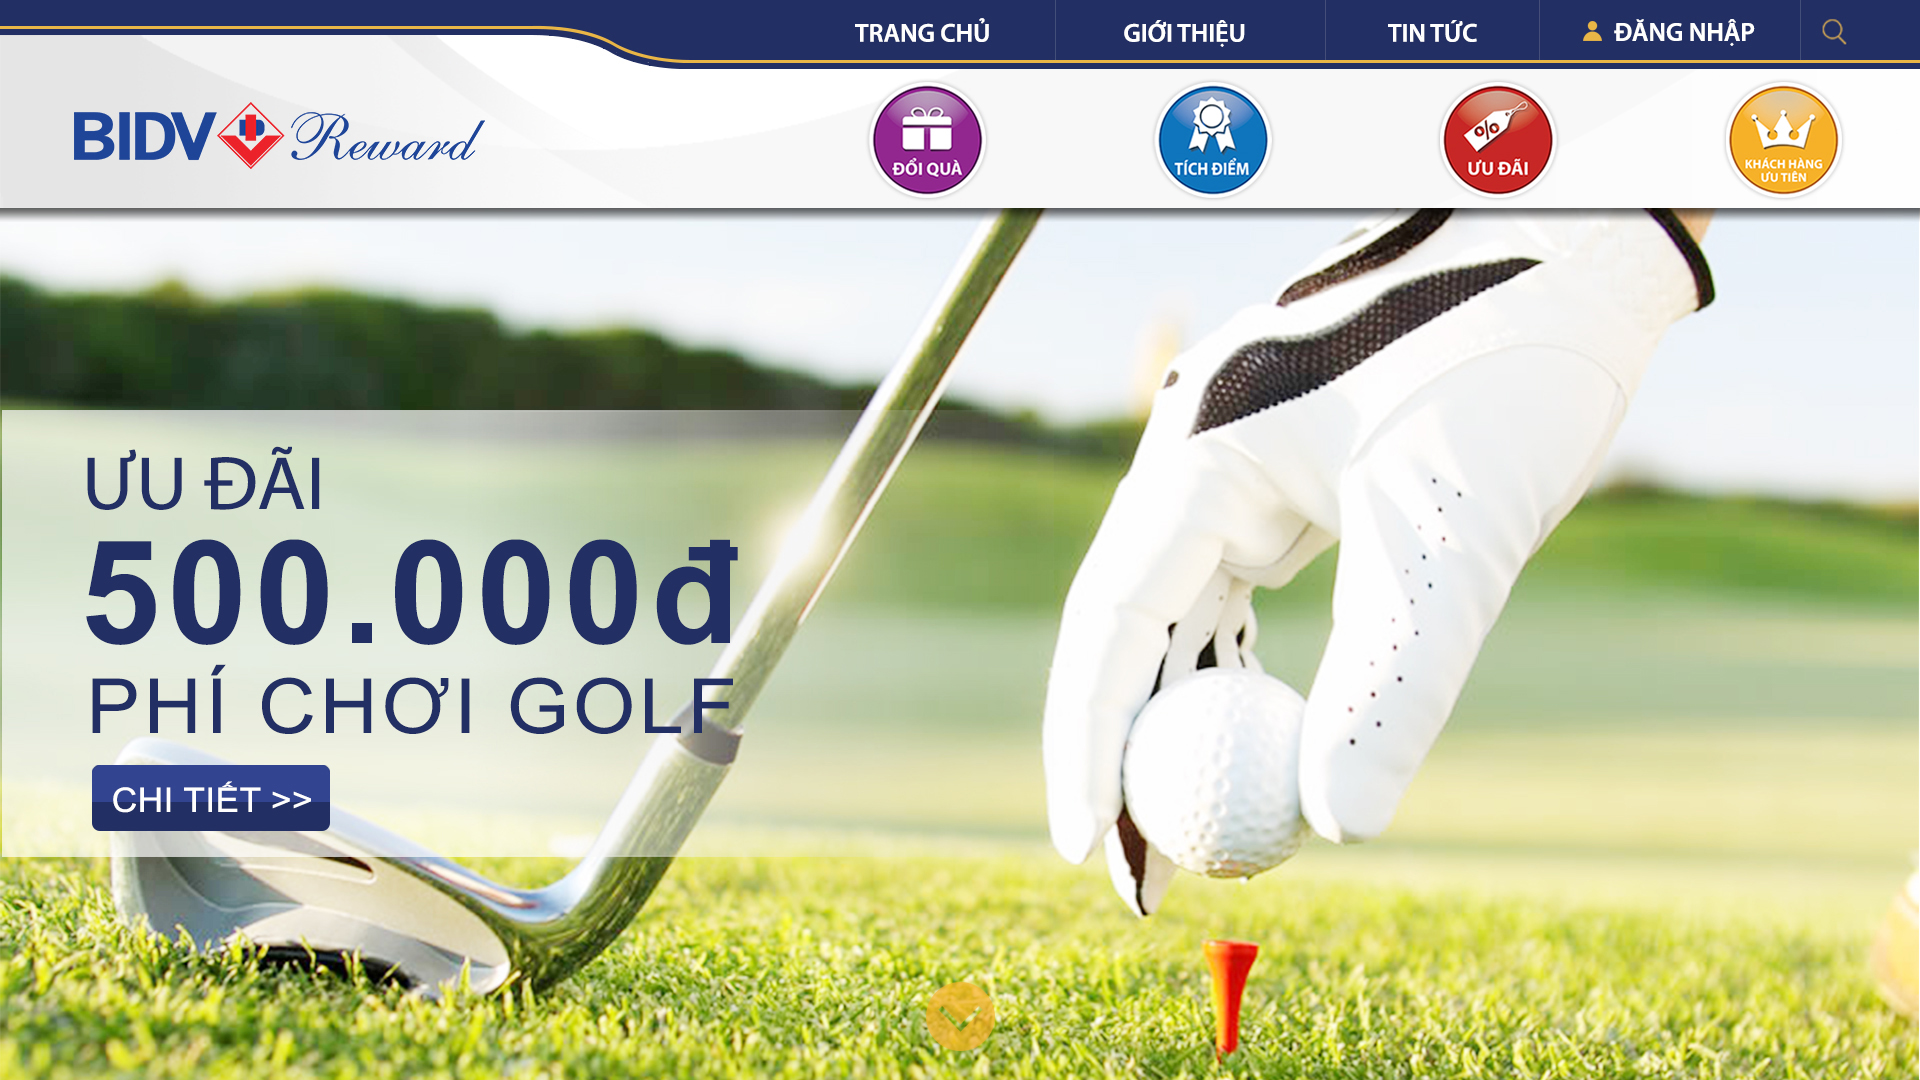 TRANG CHỦ
GIỚI THIỆU
TIN TỨC
ĐĂNG NHẬP
BIDV Reward
ĐỔI QUÀ
TÍCH ĐIỂM
%
ƯU ĐÃI
KHÁCH HÀNG
ƯU TIÊN
ƯU ĐÃI
500.000đ
PHÍ CHƠI GOLF
CHI TIẾT >>